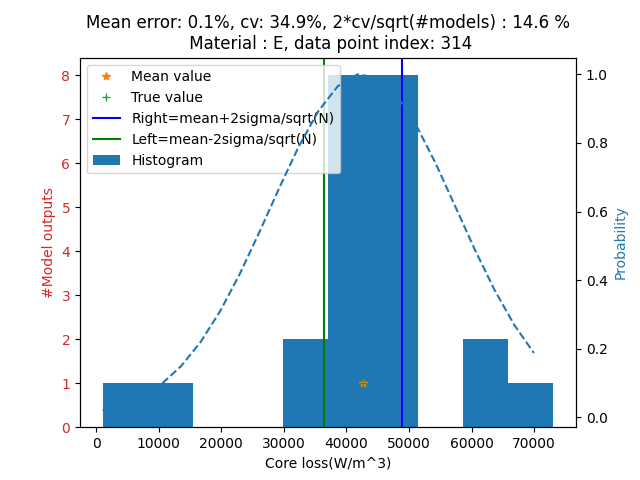 Mean error: 0.1%, cv: 34.9%, 2*cv/sqrt(#models) : 14.6 %
Material : E, data point index: 314
Mean value
True value
Right=mean+2sigma/sqrt(N)
Left=mean-2sigma/sqrt(N)
Histogram
8
7
6
5
4
3
2
1
0
#Model outputs
1.0
0.8
0.6
0.4
0.2
0.0
Probability
0 10000 20000 30000 40000 50000 60000 70000
Core loss(W/m^3)